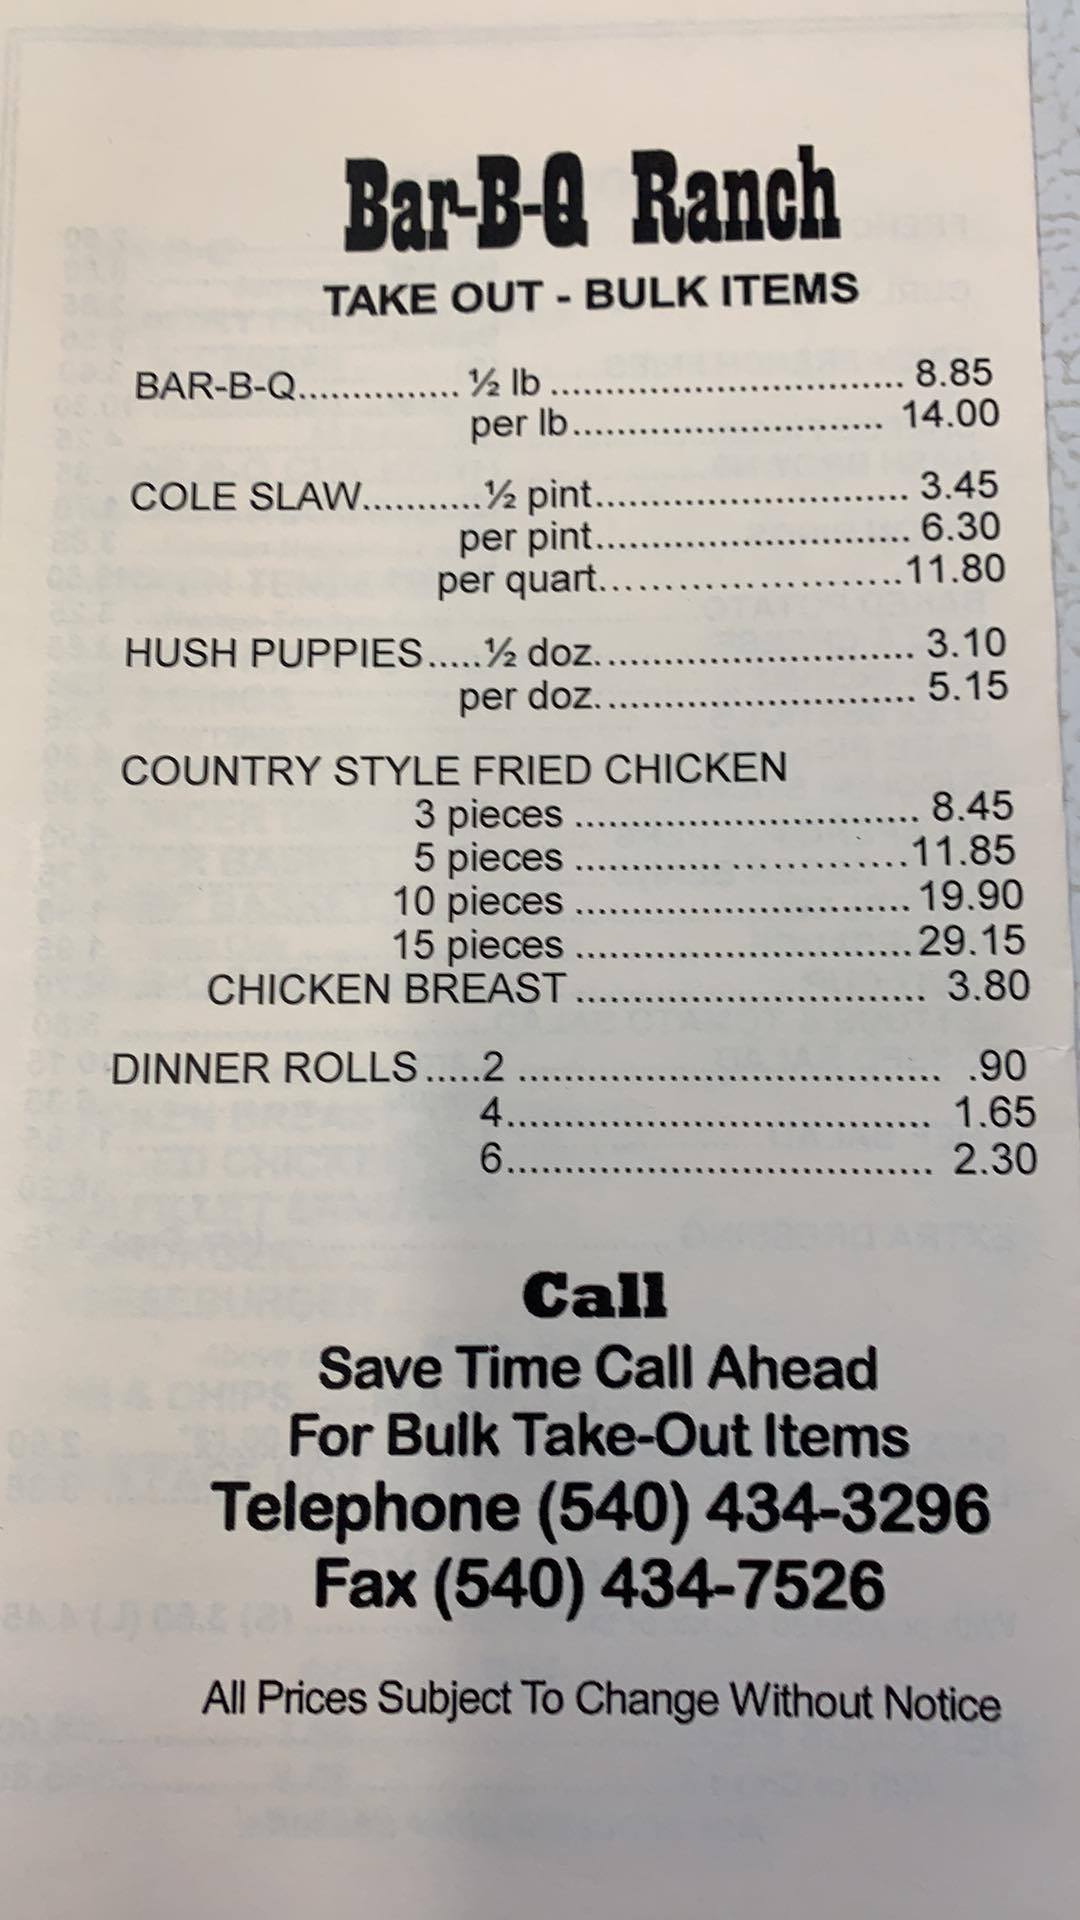 Bar-B-Q Ranch
TAKE OUT - BULK ITEMS
BAR-B-Q...............½ lb ................................... 8.85
per lb............................... 14.00
COLE SLAW...........½ pint............................... 3.45
per pint............................... 6.30
per quart..............................11.80
HUSH PUPPIES.....½ doz............................... 3.10
per doz............................... 5.15
COUNTRY STYLE FRIED CHICKEN
3 pieces .................................. 8.45
5 pieces ..................................11.85
10 pieces ................................. 19.90
15 pieces .................................29.15
CHICKEN BREAST .................................. 3.80
DINNER ROLLS.....2 ......................................... .90
4.......................................... 1.65
6.......................................... 2.30
Call
Save Time Call Ahead
For Bulk Take-Out Items
Telephone (540) 434-3296
Fax (540) 434-7526
All Prices Subject To Change Without Notice